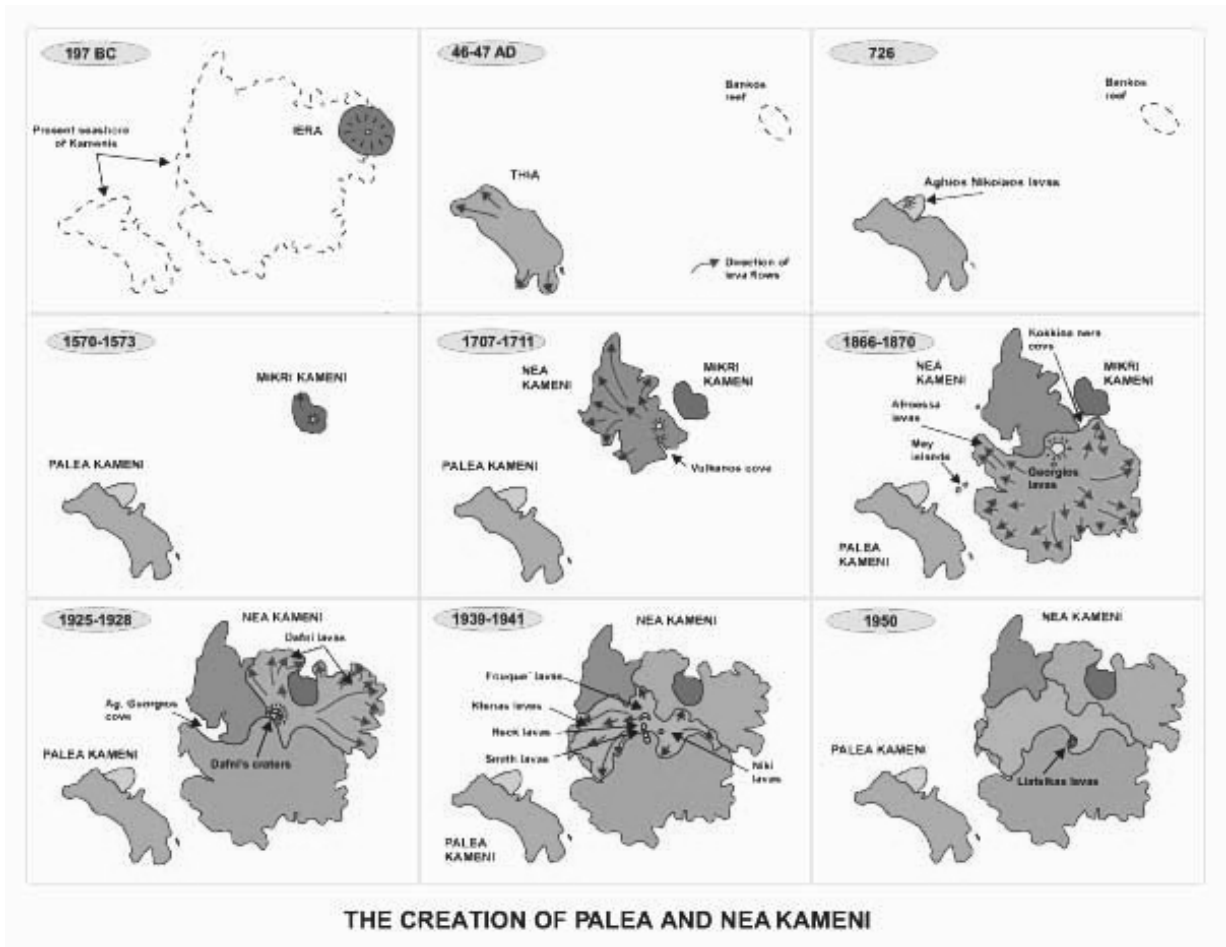 197 BC
Present seashore
of Kamenis
IERA
46-47 AD
Bankos
reef
THIA
Direction of
lava flows
726
Bankos
reef
Aghios Nikolaos lavas
1570-1573
MIKRI KAMENI
PALEA KAMENI
1707-1711
NEA
KAMENI
MIKRI
KAMENI
PALEA KAMENI
Vulkanos cove
1866-1870
Kokkina nera
cove
NEA
KAMENI
MIKRI
KAMENI
Afroessa
lavas
May
islands
Georgios
lavas
PALEA
KAMENI
1925-1928
NEA KAMENI
Dafni lavas
Ag. Georgios
cove
PALEA KAMENI
Dafni's craters
1939-1941
NEA KAMENI
Fouque' lavas
Ktenas lavas
Reck lavas
Smith lavas
Niki
lavas
PALEA
KAMENI
1950
NEA KAMENI
PALEA KAMENI
Liatsikas lavas
THE CREATION OF PALEA AND NEA KAMENI